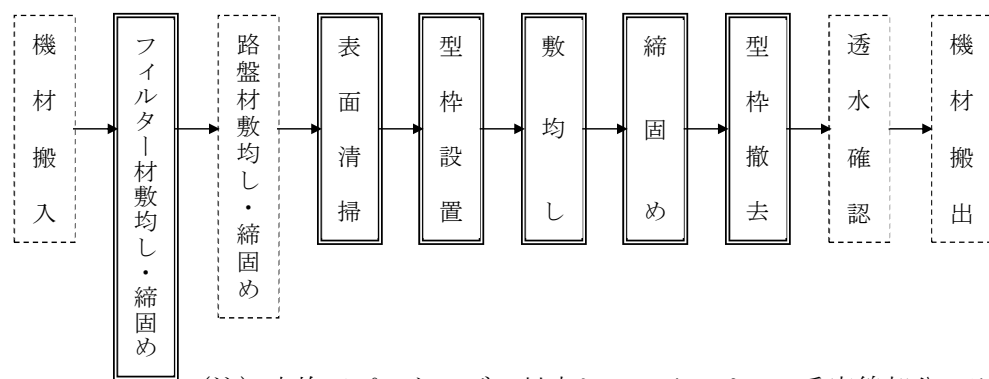 機材搬入
フィルター材敷均し・締固め
路盤材敷均し・締固め
表面清掃
型枠設置
敷均し
締固め
型枠撤去
透水確認
機材搬出